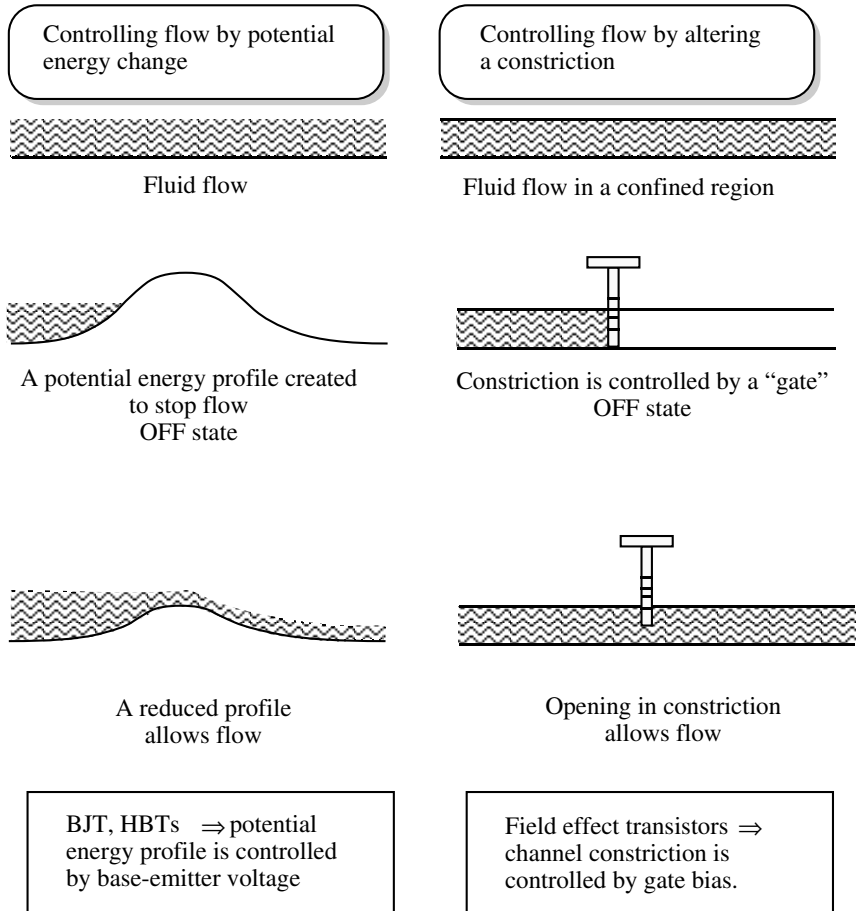 Controlling flow by potential
energy change
Controlling flow by altering
a constriction
Fluid flow
Fluid flow in a confined region
A potential energy profile created
to stop flow
OFF state
Constriction is controlled by a “gate”
OFF state
A reduced profile
allows flow
Opening in constriction
allows flow
BJT, HBTs ⇒ potential
energy profile is controlled
by base-emitter voltage
Field effect transistors ⇒
channel constriction is
controlled by gate bias.